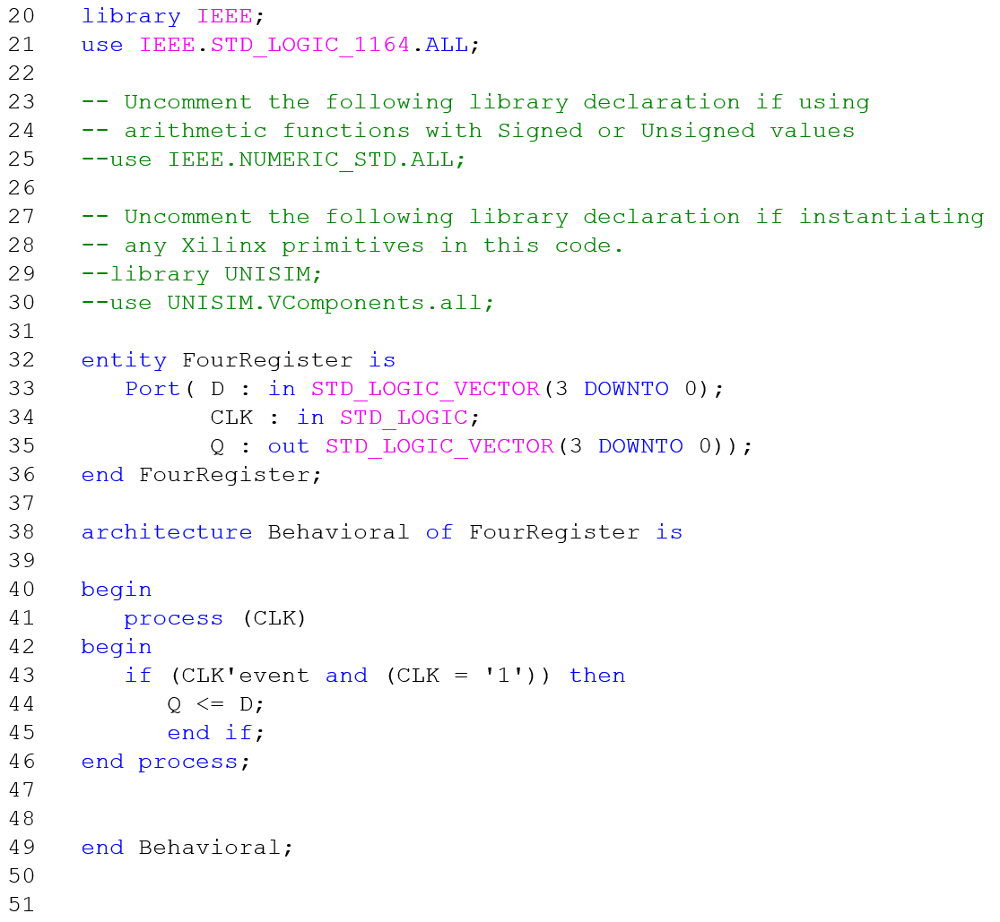 20 library IEEE;
21 use IEEE.STD_LOGIC_1164.ALL;
22
23 -- Uncomment the following library declaration if using
24 -- arithmetic functions with Signed or Unsigned values
25 --use IEEE.NUMERIC_STD.ALL;
26
27 -- Uncomment the following library declaration if instantiating
28 -- any Xilinx primitives in this code.
29 --library UNISIM;
30 --use UNISIM.VComponents.all;
31
32 entity FourRegister is
33    Port( D : in STD_LOGIC_VECTOR(3 DOWNTO 0);
34          CLK : in STD_LOGIC;
35          Q : out STD_LOGIC_VECTOR(3 DOWNTO 0));
36 end FourRegister;
37
38 architecture Behavioral of FourRegister is
39
40 begin
41    process (CLK)
42 begin
43    if (CLK'event and (CLK = '1')) then
44       Q <= D;
45       end if;
46 end process;
47
48
49 end Behavioral;
50
51